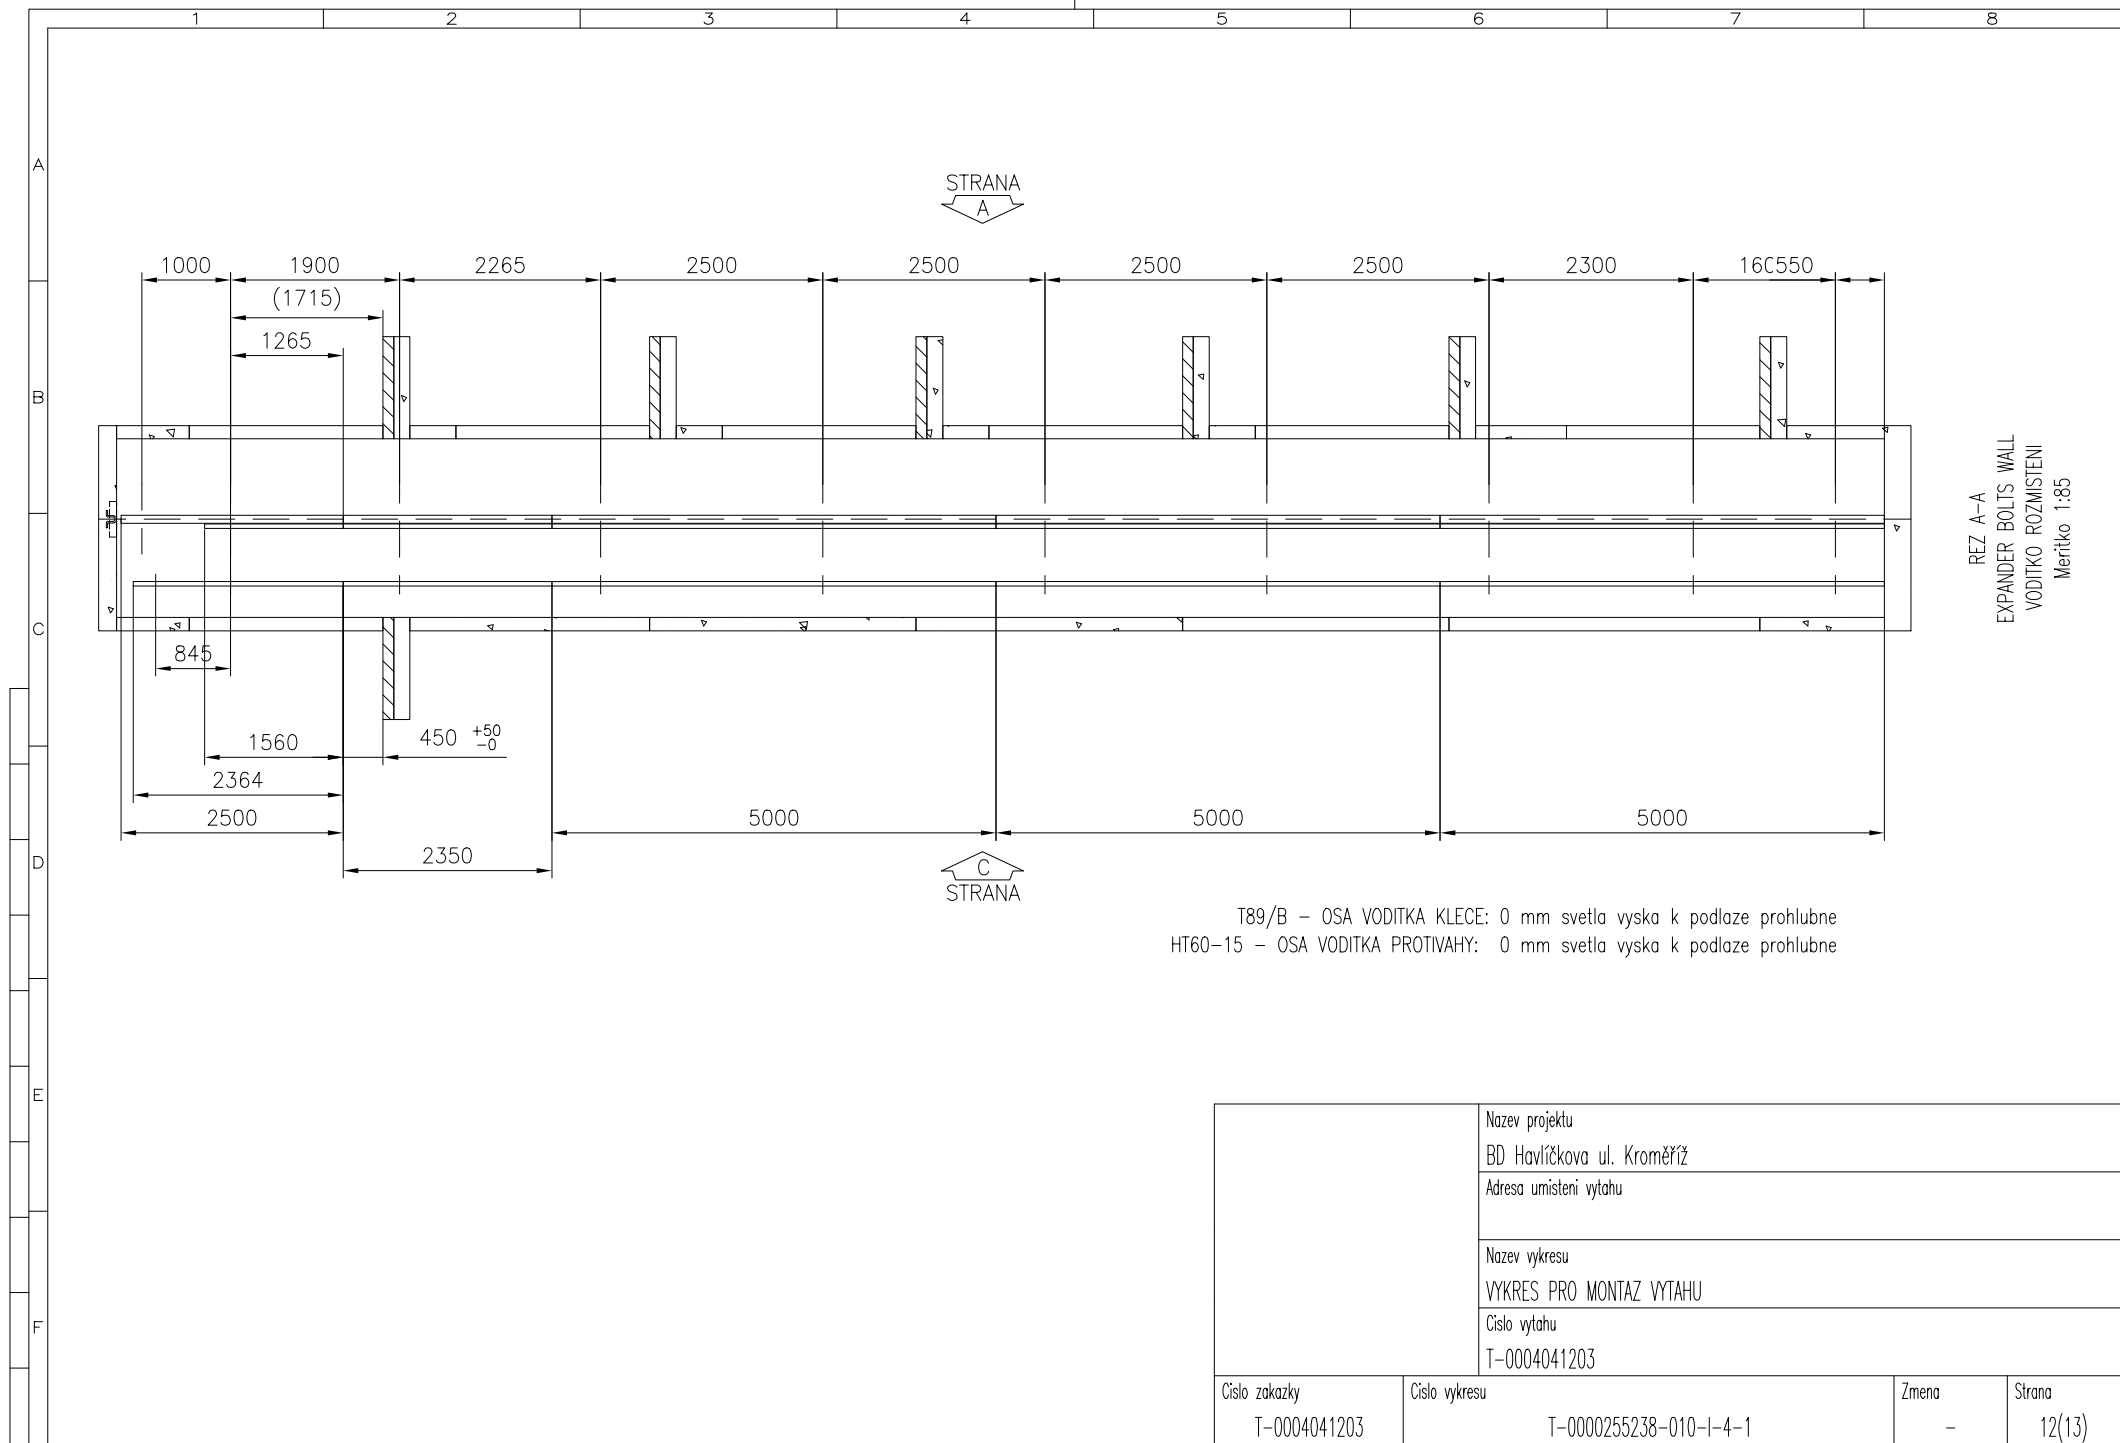 1 2 3 4 5 6 7 8
A
B
C
D
E
F
STRANA
A
1000 1900 2265 2500 2500 2500 2500 2300 550
(1715)
1265
REZ A-A
EXPANDER BOLTS WALL
VODITKO ROZMISTENI
Meritko 1:85
845
1560 450 +50 -0
2364
2500 5000 5000 5000
2350
C
STRANA
T89/B - OSA VODITKA KLECE: 0 mm svetla vyska k podlaze prohlubne
HT60-15 - OSA VODITKA PROTIVAHY: 0 mm svetla vyska k podlaze prohlubne
Nazev projektu
BD Havlíčkova ul. Kroměříž
Adresa umisteni vytahu
Nazev vykresu
VYKRES PRO MONTAZ VYTAHU
Cislo vytahu
T-0004041203
Cislo zakazky Cislo vykresu Zmena Strana
T-0004041203 T-0000255238-010-I-4-1 - 12(13)